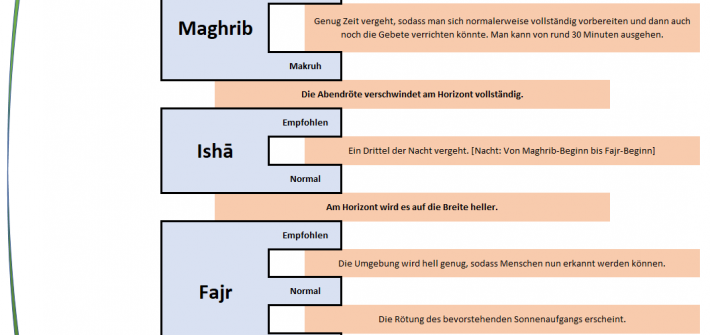 Maghrib
Genug Zeit vergeht, sodass man sich normalerweise vollständig vorbereiten und dann auch
noch die Gebete verrichten könnte. Man kann von rund 30 Minuten ausgehen.
Makruh
Die Abendröte verschwindet am Horizont vollständig.
Empfohlen
Ishā
Ein Drittel der Nacht vergeht. [Nacht: Von Maghrib-Beginn bis Fajr-Beginn]
Normal
Am Horizont wird es auf die Breite heller.
Empfohlen
Die Umgebung wird hell genug, sodass Menschen nun erkannt werden können.
Fajr
Normal
Die Rötung des bevorstehenden Sonnenaufgangs erscheint.